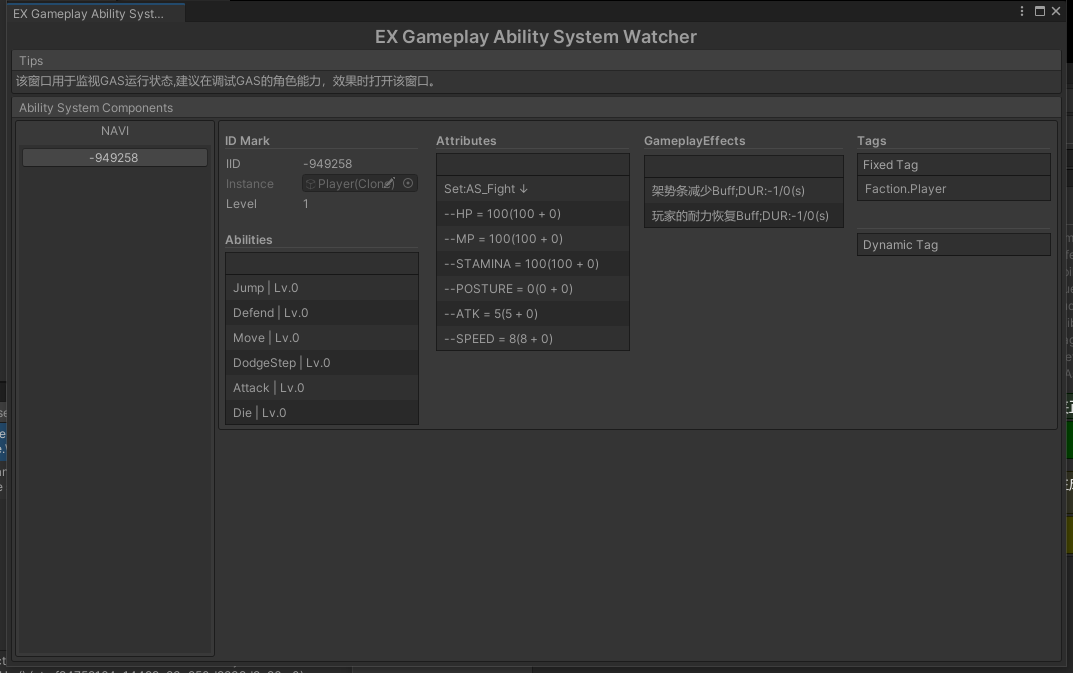 EX Gameplay Ability Syst...
EX Gameplay Ability System Watcher
Tips
该窗口用于监视GAS运行状态,建议在调试GAS的角色能力，效果时打开该窗口。
Ability System Components
NAVI
-949258
ID Mark
IID -949258
Instance Player(Clon
Level 1
Abilities
Jump | Lv.0
Defend | Lv.0
Move | Lv.0
DodgeStep | Lv.0
Attack | Lv.0
Die | Lv.0
Attributes
Set:AS_Fight ↓
--HP = 100(100 + 0)
--MP = 100(100 + 0)
--STAMINA = 100(100 + 0)
--POSTURE = 0(0 + 0)
--ATK = 5(5 + 0)
--SPEED = 8(8 + 0)
GameplayEffects
架势条减少Buff;DUR:-1/0(s)
玩家的耐力恢复Buff;DUR:-1/0(s)
Tags
Fixed Tag
Faction.Player
Dynamic Tag